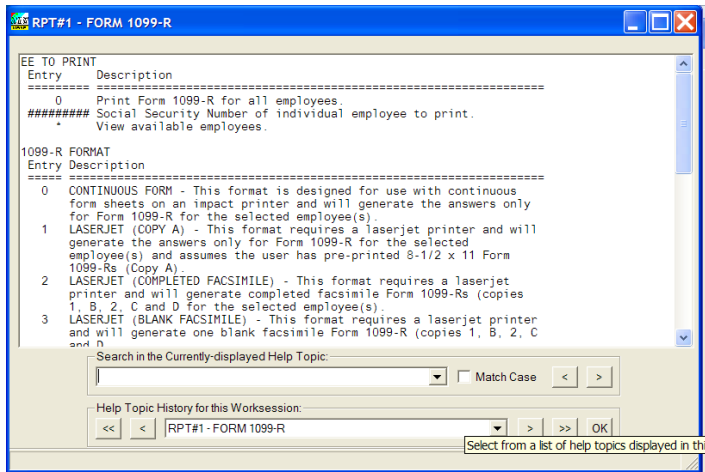 RPT#1 - FORM 1099-R
EE TO PRINT
Entry Description
========= ================================================================
0 Print Form 1099-R for all employees.
######### Social Security Number of individual employee to print.
* View available employees.
1099-R FORMAT
Entry Description
===== ====================================================================
0 CONTINUOUS FORM - This format is designed for use with continuous
form sheets on an impact printer and will generate the answers only
for Form 1099-R for the selected employee(s).
1 LASERJET (COPY A) - This format requires a laserjet printer and will
generate the answers only for Form 1099-R for the selected
employee(s) and assumes the user has pre-printed 8-1/2 x 11 Form
1099-Rs (Copy A).
2 LASERJET (COMPLETED FACSIMILE) - This format requires a laserjet
printer and will generate completed facsimile Form 1099-Rs (copies
1, B, 2, C and D for the selected employee(s).
3 LASERJET (BLANK FACSIMILE) - This format requires a laserjet printer
and will generate one blank facsimile Form 1099-R (copies 1, B, 2, C
and D
Search in the Currently-displayed Help Topic:
Match Case < >
Help Topic History for this Worksession:
<< < RPT#1 - FORM 1099-R > >> OK
Select from a list of help topics displayed in thi